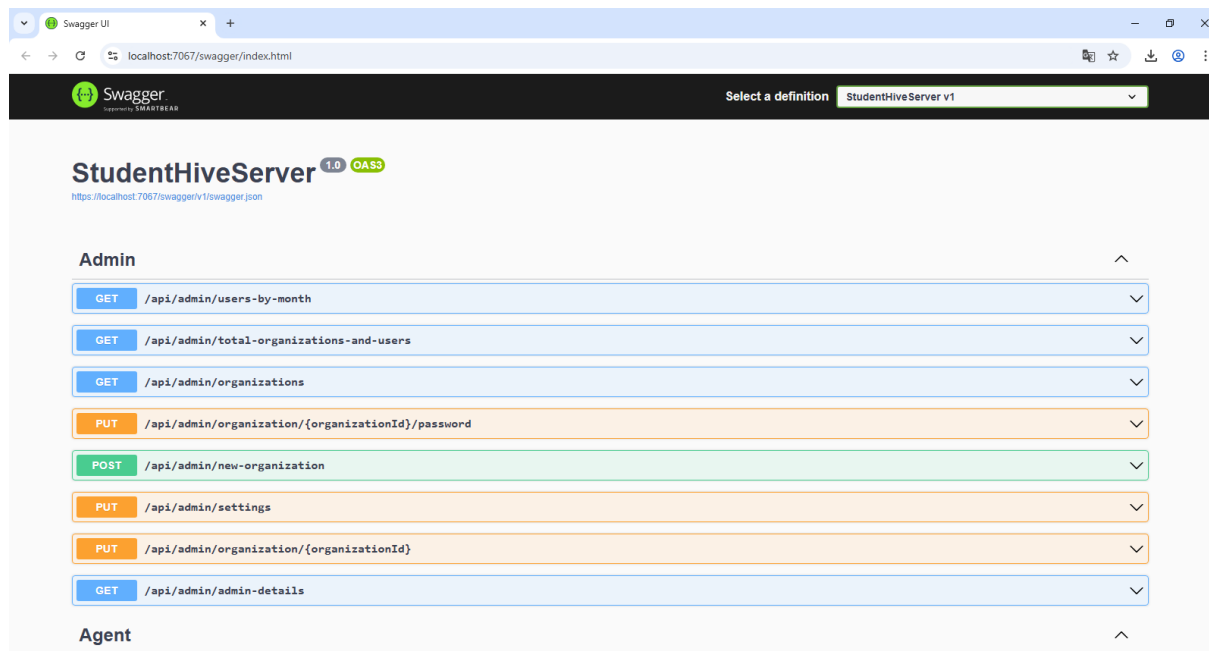 Swagger UI
localhost:7067/swagger/index.html
Swagger.
Supported by SMARTBEAR
Select a definition StudentHiveServer v1
StudentHiveServer 1.0 OAS3
https://localhost:7067/swagger/v1/swagger.json
Admin
GET /api/admin/users-by-month
GET /api/admin/total-organizations-and-users
GET /api/admin/organizations
PUT /api/admin/organization/{organizationId}/password
POST /api/admin/new-organization
PUT /api/admin/settings
PUT /api/admin/organization/{organizationId}
GET /api/admin/admin-details
Agent